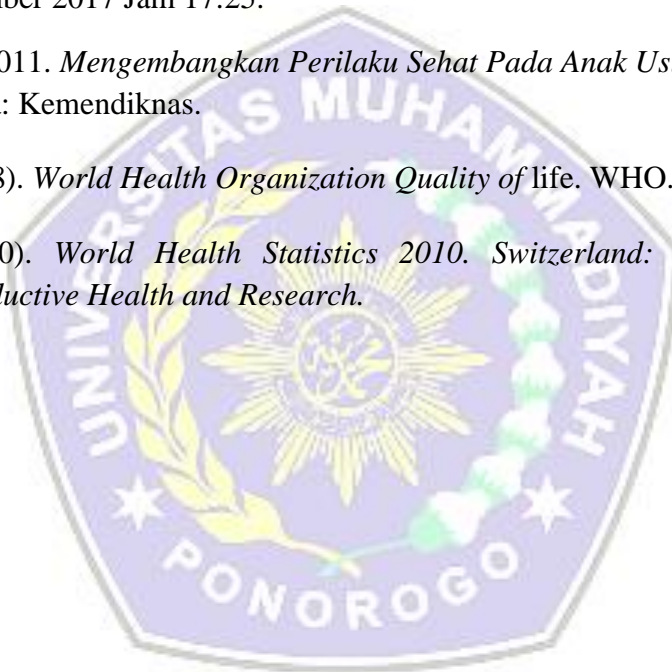 ber 2017 Jam 17.25.
011. Mengembangkan Perilaku Sehat Pada Anak Us
: Kemendiknas.
8). World Health Organization Quality of life. WHO.
0). World Health Statistics 2010. Switzerland:
ductive Health and Research.
UNIVERSITAS MUHAMMADIYAH
PONOROGO